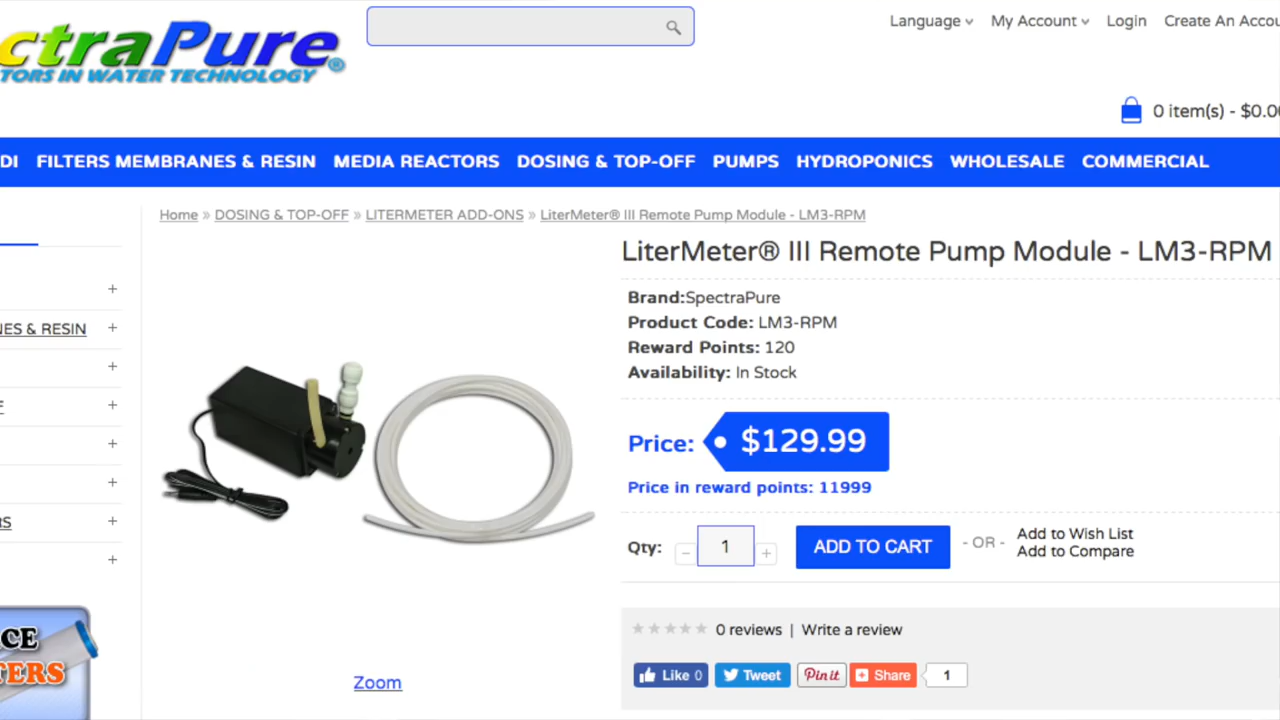 ctraPure®
TORS IN WATER TECHNOLOGY
Language My Account Login Create An Accou
0 item(s) - $0.00
DI FILTERS MEMBRANES & RESIN MEDIA REACTORS DOSING & TOP-OFF PUMPS HYDROPONICS WHOLESALE COMMERCIAL
Home » DOSING & TOP-OFF » LITERMETER ADD-ONS » LiterMeter® III Remote Pump Module - LM3-RPM
LiterMeter® III Remote Pump Module - LM3-RPM
+
NES & RESIN +
+
F +
+
+
RS +
+
Brand:SpectraPure
Product Code: LM3-RPM
Reward Points: 120
Availability: In Stock
Price: $129.99
Price in reward points: 11999
Qty: - 1 + ADD TO CART - OR - Add to Wish List
Add to Compare
0 reviews | Write a review
Like 0 Tweet Pin it Share 1
Zoom
CE
TERS